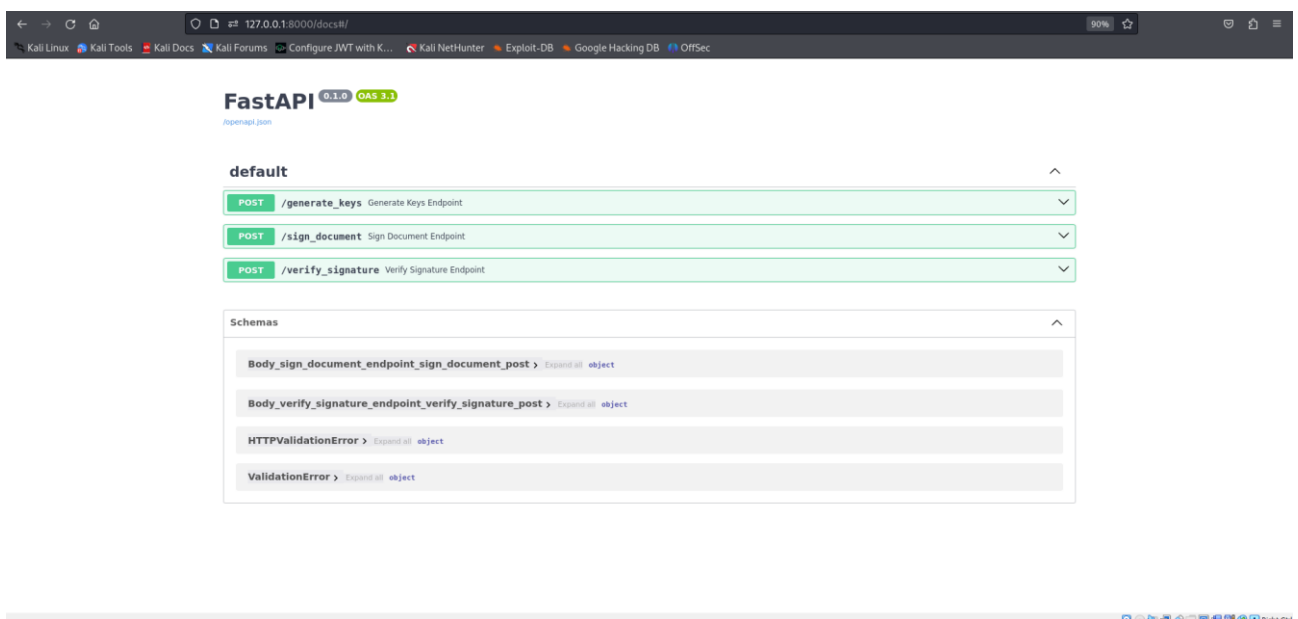 127.0.0.1:8000/docs#/ 90%
Kali Linux Kali Tools Kali Docs Kali Forums Configure JWT with K... Kali NetHunter Exploit-DB Google Hacking DB OffSec
FastAPI 0.1.0 OAS 3.1
/openapi.json
default
POST /generate_keys Generate Keys Endpoint
POST /sign_document Sign Document Endpoint
POST /verify_signature Verify Signature Endpoint
Schemas
Body_sign_document_endpoint_sign_document_post Expand all object
Body_verify_signature_endpoint_verify_signature_post Expand all object
HTTPValidationError Expand all object
ValidationError Expand all object